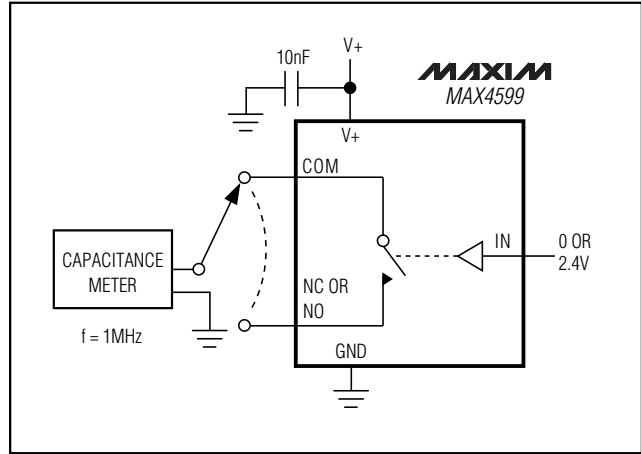 10nF
V+
MAXIM
MAX4599
V+
COM
IN
0 OR
2.4V
CAPACITANCE
METER
NC OR
NO
f = 1MHz
GND